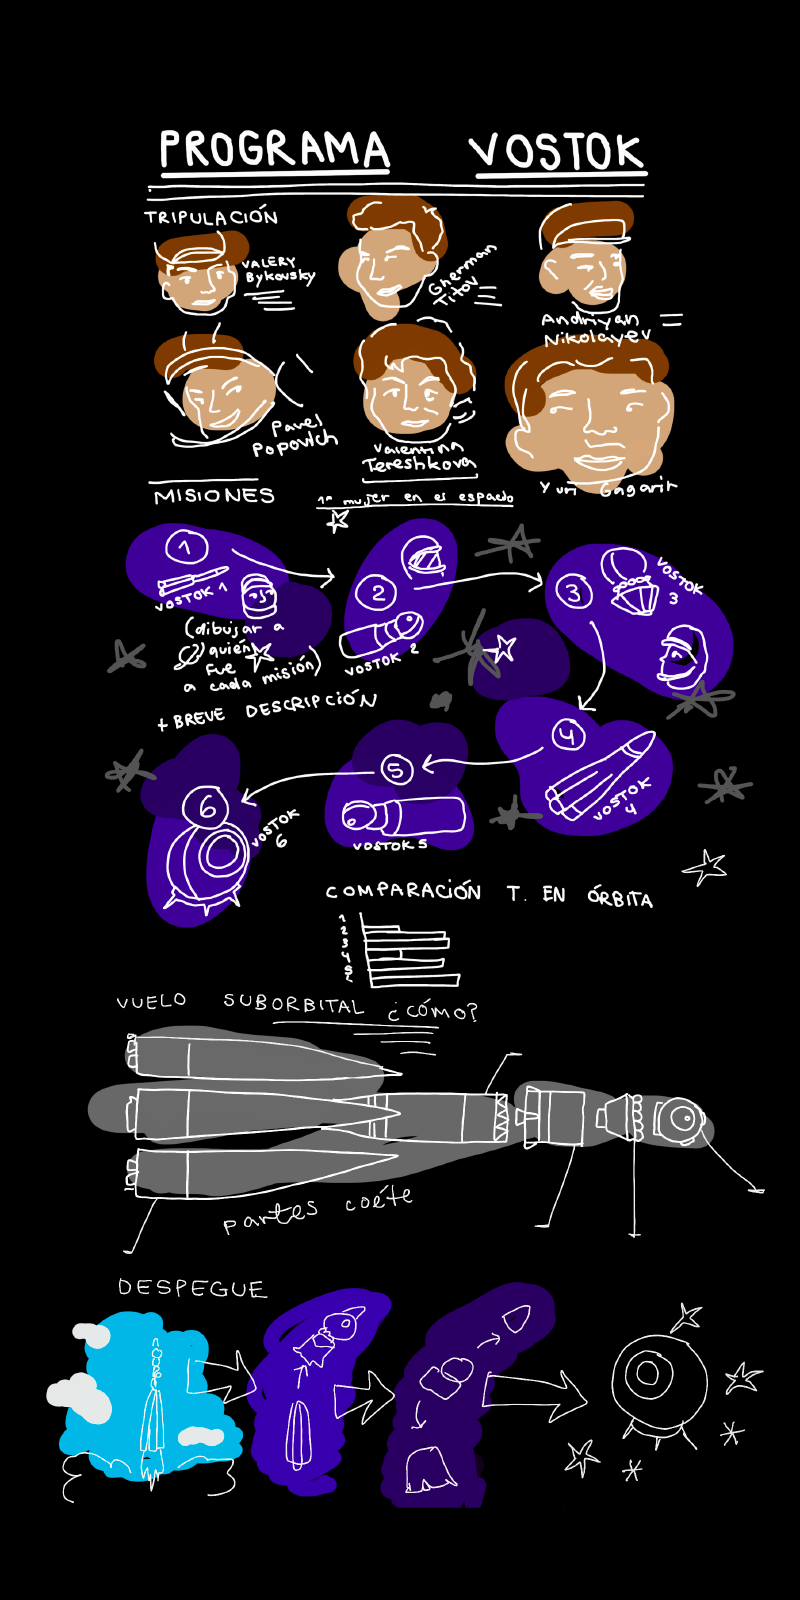 PROGRAMA VOSTOK
TRIPULACIÓN
VALERY
Bykovsky
Gherman
Titov
Andriyan
Nikolayev
Pavel
Popovich
Valentina
Tereshkova
1ª mujer en el espacio
Yuri Gagarin
MISIONES
1
VOSTOK 1
2
VOSTOK 2
3
VOSTOK
3
(dibujar a
quién
fue
a cada misión)
+ BREVE DESCRIPCIÓN
4
VOSTOK
4
5
VOSTOK 5
6
VOSTOK
6
COMPARACIÓN T. EN ÓRBITA
1
2
3
4
5
VUELO SUBORBITAL ¿CÓMO?
partes coéte
DESPEGUE